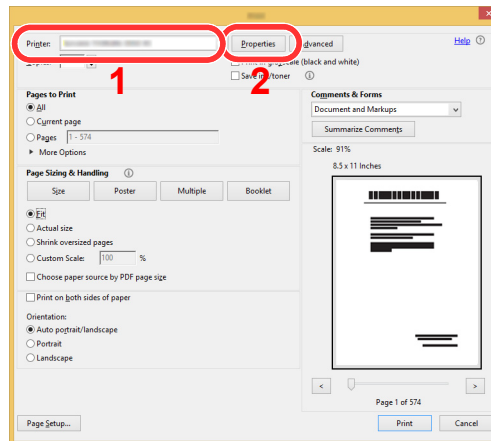 Printer:
Properties
Advanced
Help
1
2
Print in grayscale (black and white)
Save ink/toner
Pages to Print
All
Current page
Pages
1 - 574
More Options
Page Sizing & Handling
Size
Poster
Multiple
Booklet
Fit
Actual size
Shrink oversized pages
Custom Scale:
100
%
Choose paper source by PDF page size
Print on both sides of paper
Orientation:
Auto portrait/landscape
Portrait
Landscape
Comments & Forms
Document and Markups
Summarize Comments
Scale: 91%
8.5 x 11 Inches
<
>
Page 1 of 574
Page Setup...
Print
Cancel